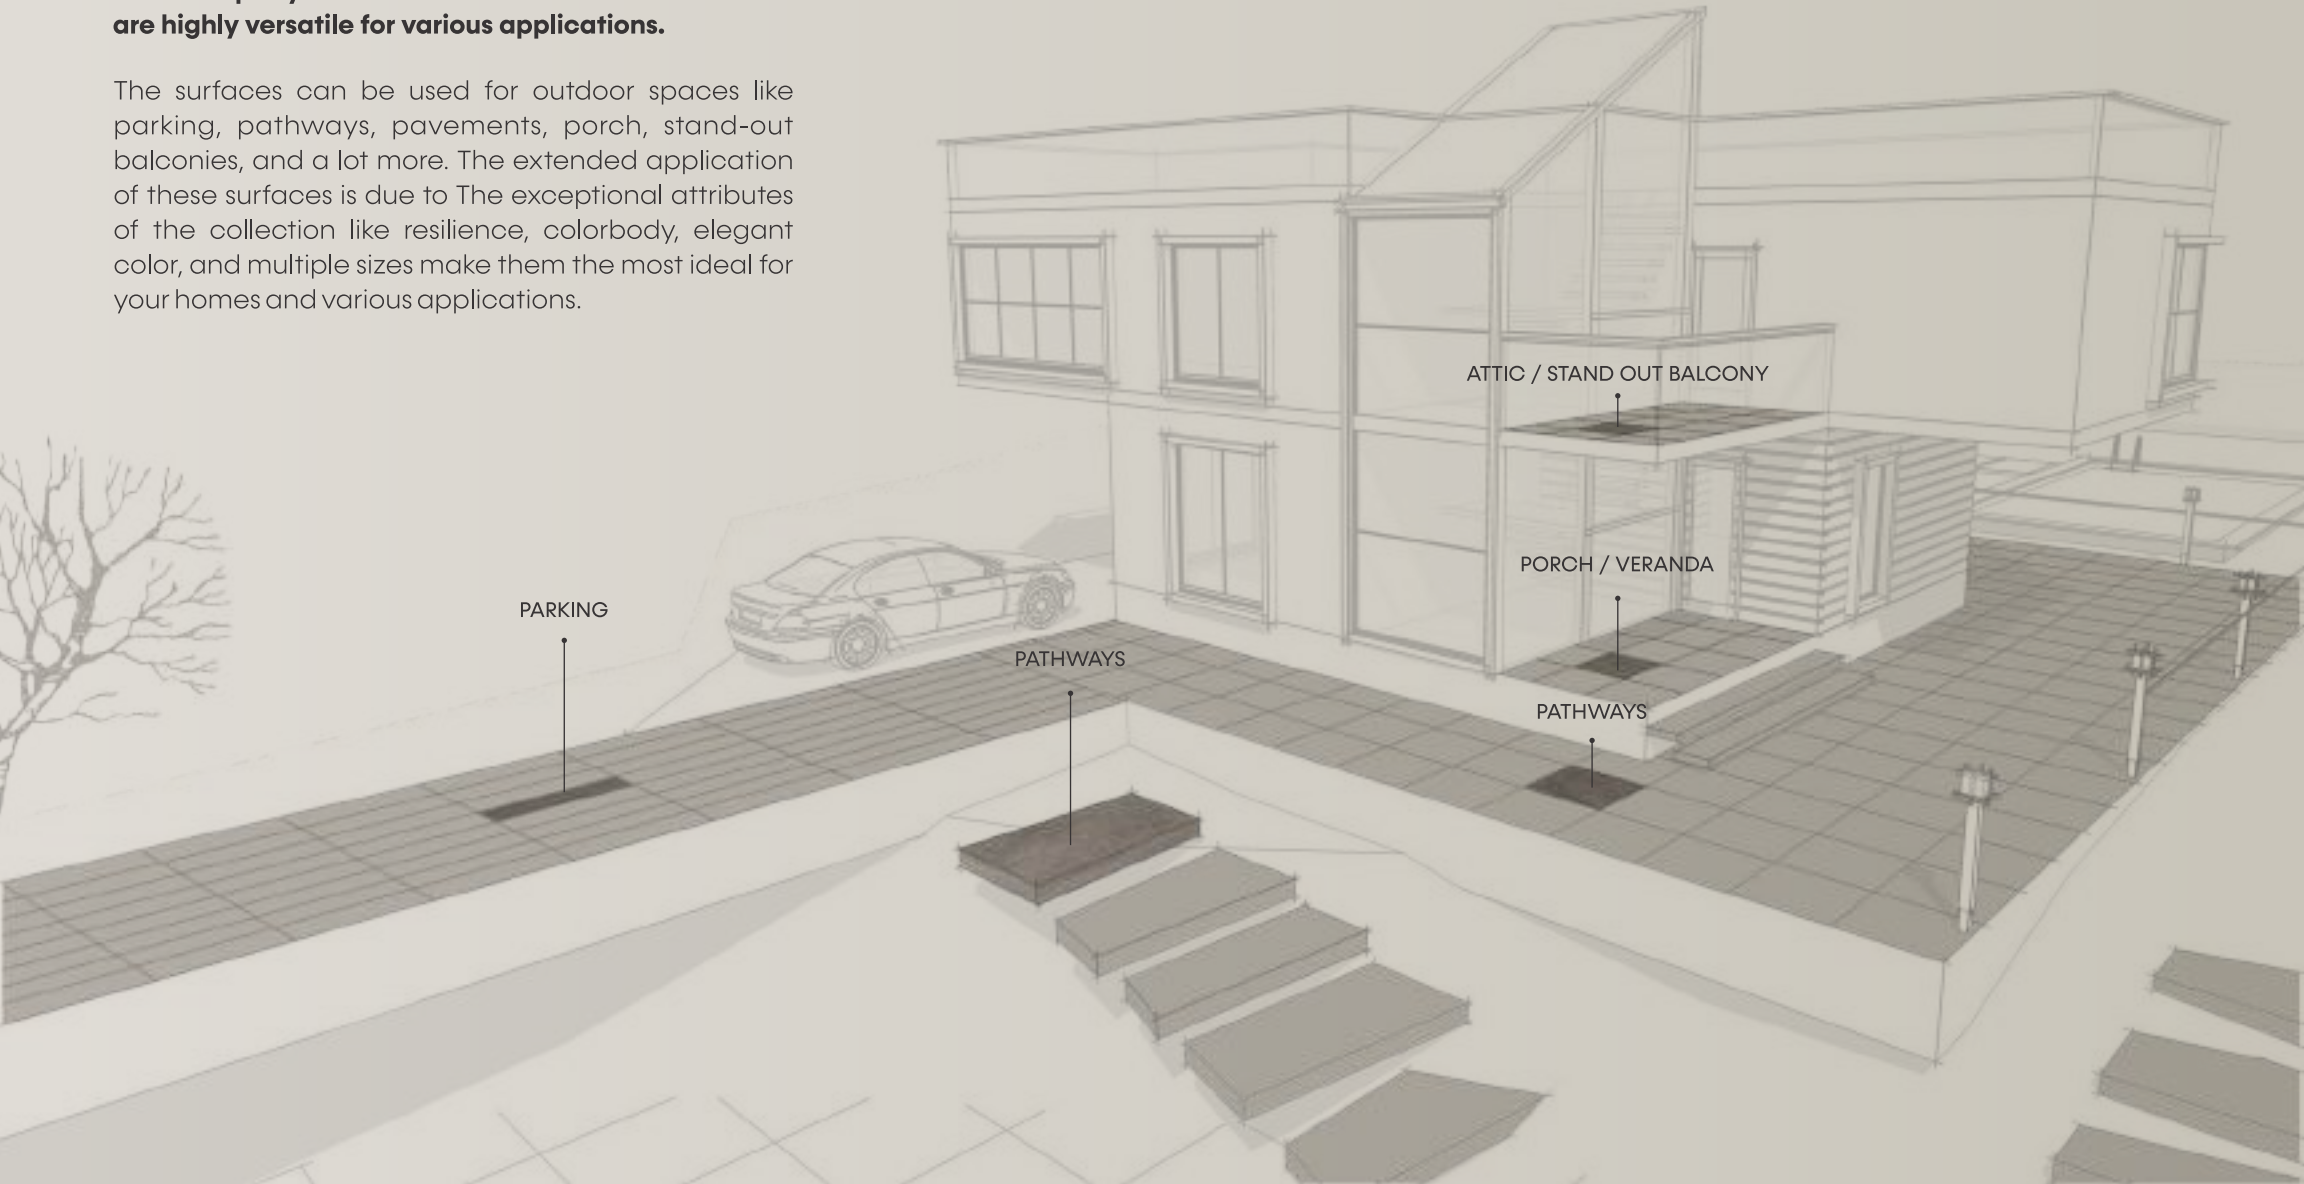 are highly versatile for various applications.
The surfaces can be used for outdoor spaces like
parking, pathways, pavements, porch, stand-out
balconies, and a lot more. The extended application
of these surfaces is due to The exceptional attributes
of the collection like resilience, colorbody, elegant
color, and multiple sizes make them the most ideal for
your homes and various applications.
ATTIC / STAND OUT BALCONY
PORCH / VERANDA
PARKING
PATHWAYS
PATHWAYS